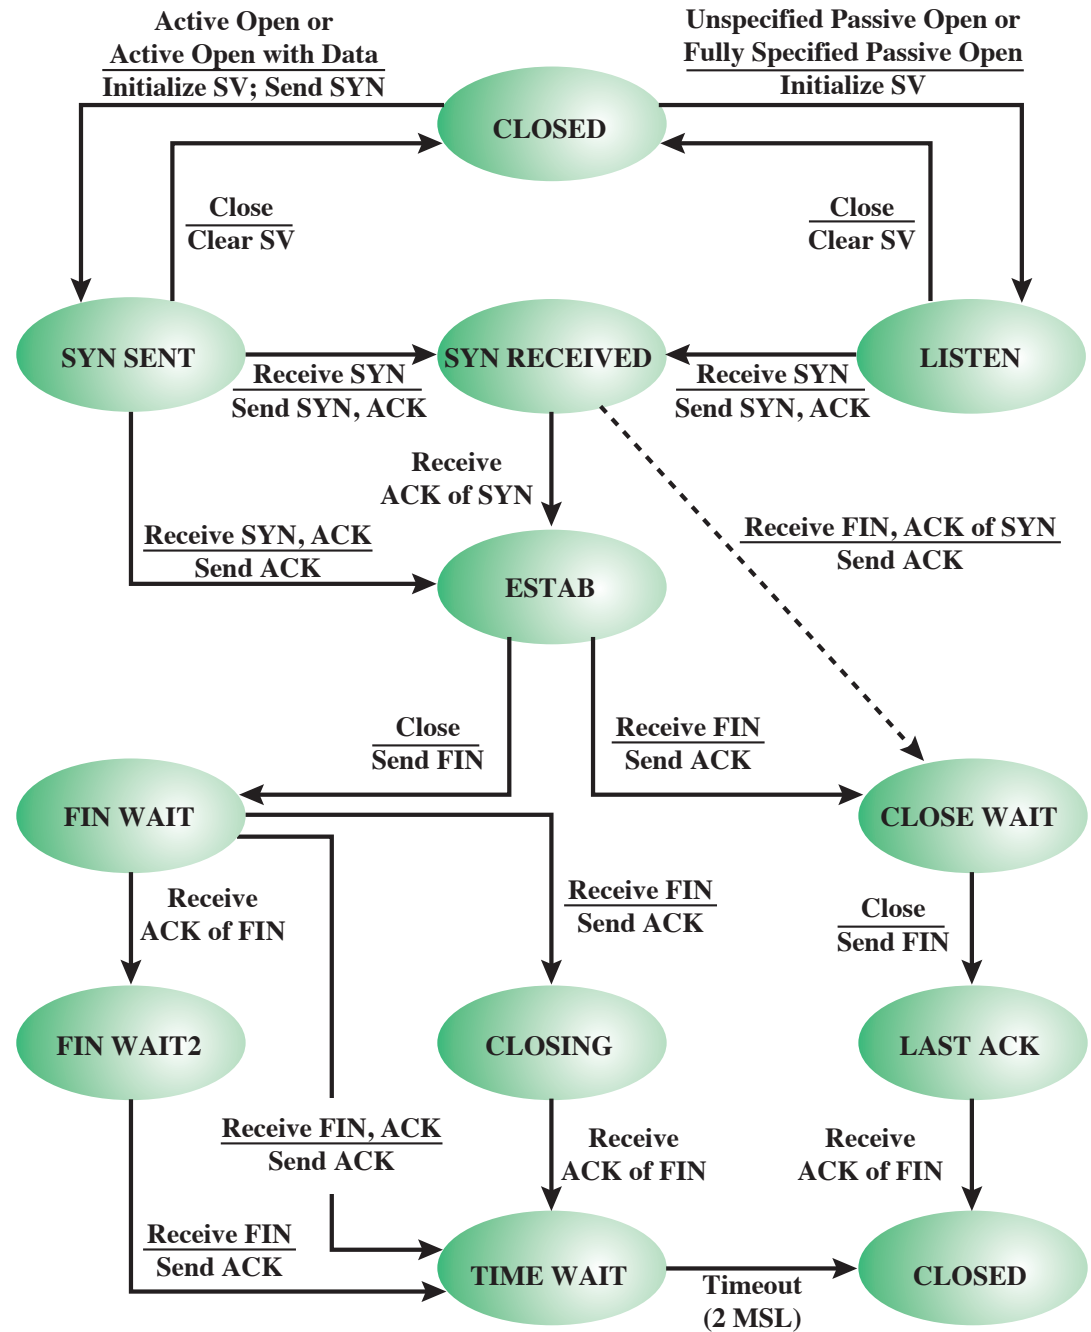 Active Open or
Active Open with Data
Initialize SV; Send SYN
Unspecified Passive Open or
Fully Specified Passive Open
Initialize SV
CLOSED
Close
Clear SV
Close
Clear SV
SYN SENT
SYN RECEIVED
LISTEN
Receive SYN
Send SYN, ACK
Receive SYN
Send SYN, ACK
Receive
ACK of SYN
Receive SYN, ACK
Send ACK
Receive FIN, ACK of SYN
Send ACK
ESTAB
Close
Send FIN
Receive FIN
Send ACK
FIN WAIT
CLOSE WAIT
Receive
ACK of FIN
Receive FIN
Send ACK
Close
Send FIN
FIN WAIT2
CLOSING
LAST ACK
Receive FIN, ACK
Send ACK
Receive
ACK of FIN
Receive
ACK of FIN
Receive FIN
Send ACK
TIME WAIT
Timeout
(2 MSL)
CLOSED